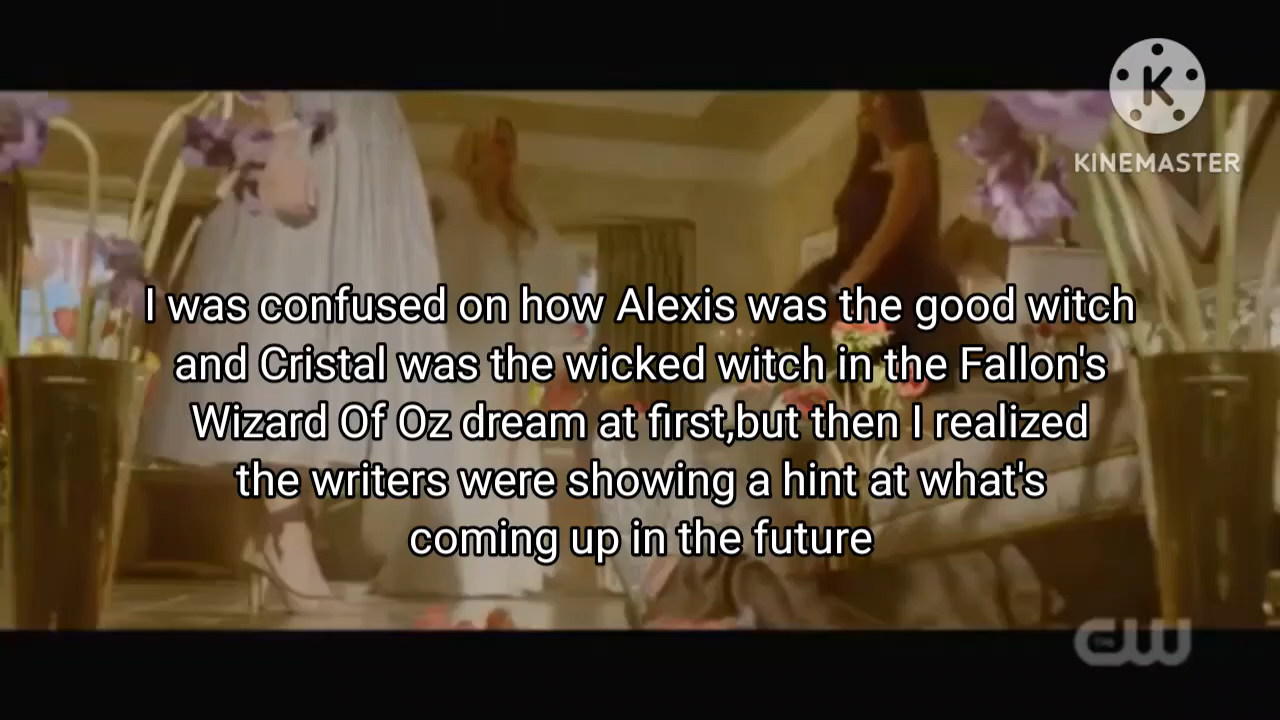 K
KINEMASTER
I was confused on how Alexis was the good witch
and Cristal was the wicked witch in the Fallon's
Wizard Of Oz dream at first,but then I realized
the writers were showing a hint at what's
coming up in the future
THE CW